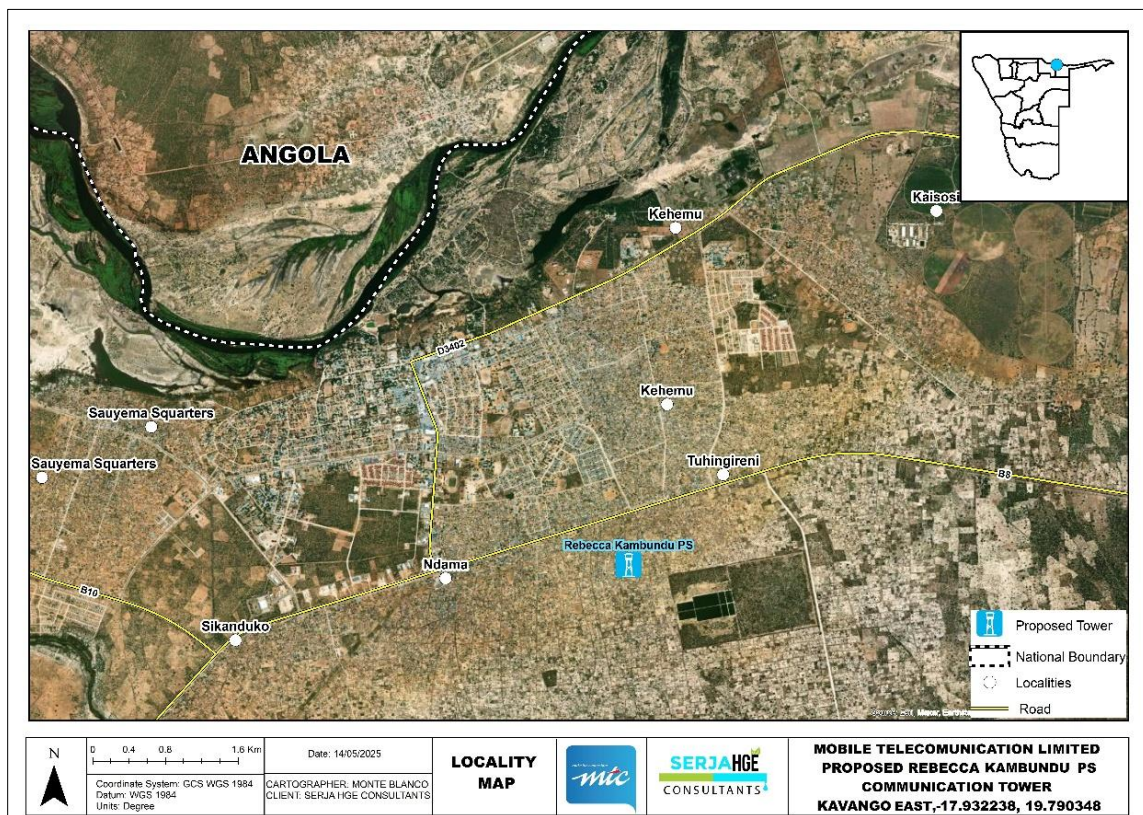 ANGOLA
Kaisosi
Kehemu
D3402
Kehemu
Sauyema Squarters
Sauyema Squarters
Tuhingireni
B8
Rebecca Kambundu PS
Ndama
B10
Sikanduko
Proposed Tower
National Boundary
Localities
Road
N
0 0.4 0.8 1.6 Km
Coordinate System: GCS WGS 1984
Datum: WGS 1984
Units: Degree
Date: 14/05/2025
CARTOGRAPHER: MONTE BLANCO
CLIENT: SERJA HGE CONSULTANTS
LOCALITY
MAP
mtc
SERJAHGE
CONSULTANTS
MOBILE TELECOMUNICATION LIMITED
PROPOSED REBECCA KAMBUNDU PS
COMMUNICATION TOWER
KAVANGO EAST,-17.932238, 19.790348